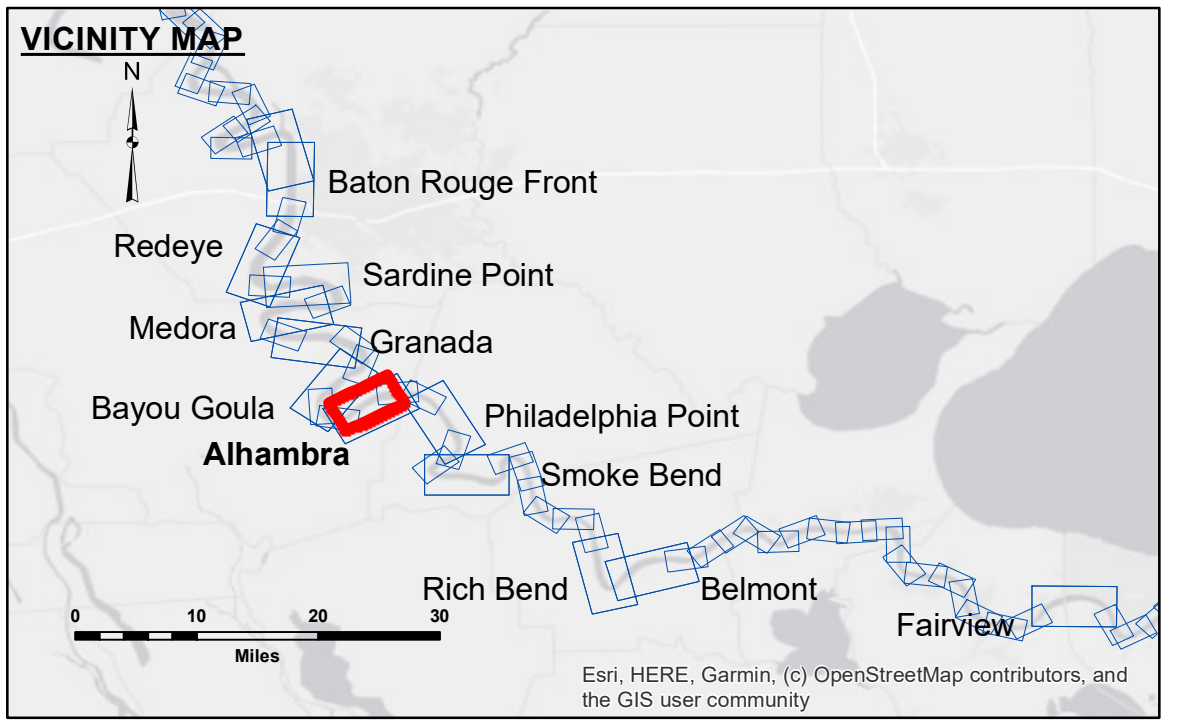 VICINITY MAP
N
Baton Rouge Front
Redeye
Sardine Point
Medora
Granada
Bayou Goula
Philadelphia Point
Alhambra
Smoke Bend
Rich Bend
Belmont
Fairview
0 10 20 30
Miles
Esri, HERE, Garmin, (c) OpenStreetMap contributors, and
the GIS user community